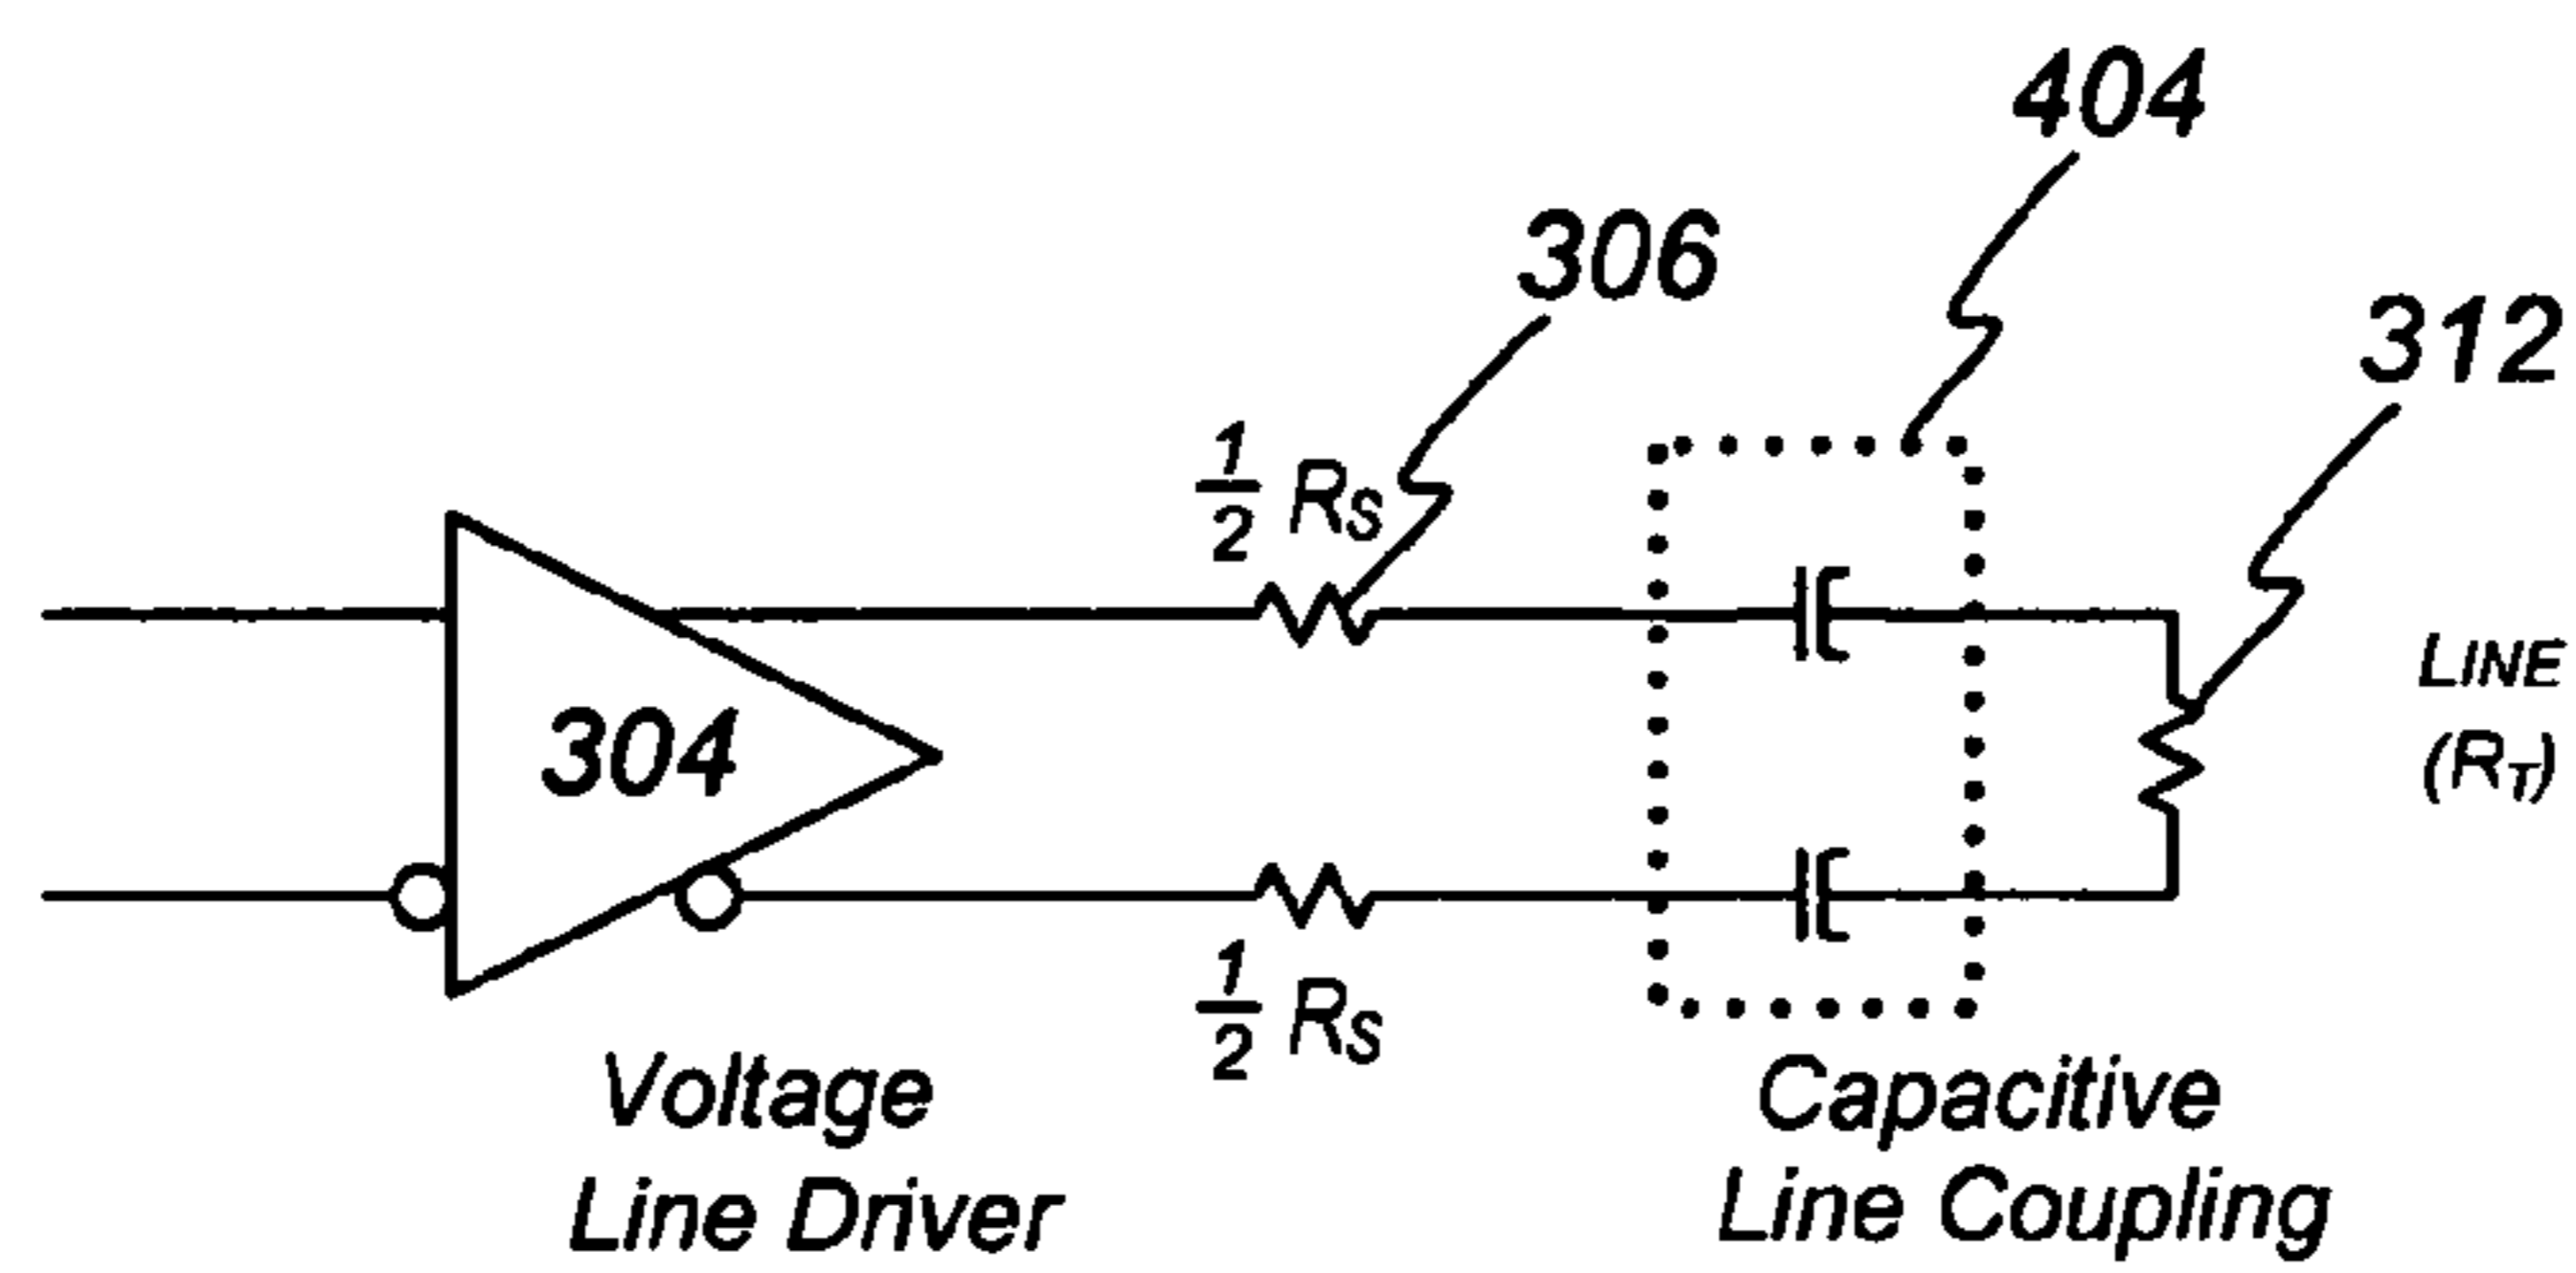 404
306
312
1/2 RS
LINE
(RT)
304
1/2 RS
Voltage
Line Driver
Capacitive
Line Coupling